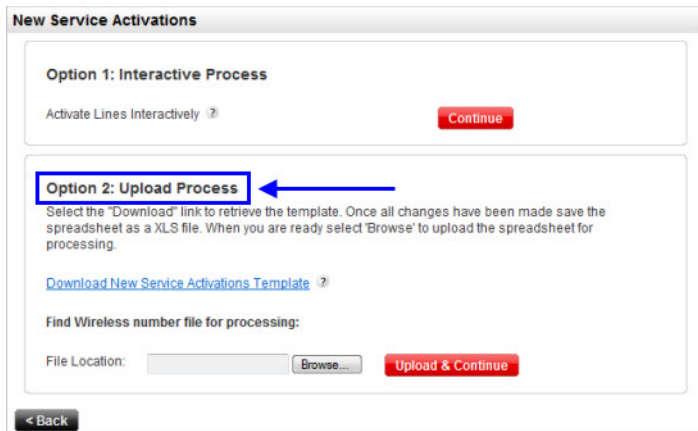 New Service Activations
Option 1: Interactive Process
Activate Lines Interactively ?
Continue
Option 2: Upload Process
Select the "Download" link to retrieve the template. Once all changes have been made save the
spreadsheet as a XLS file. When you are ready select 'Browse' to upload the spreadsheet for
processing.
Download New Service Activations Template ?
Find Wireless number file for processing:
File Location: Browse... Upload & Continue
< Back